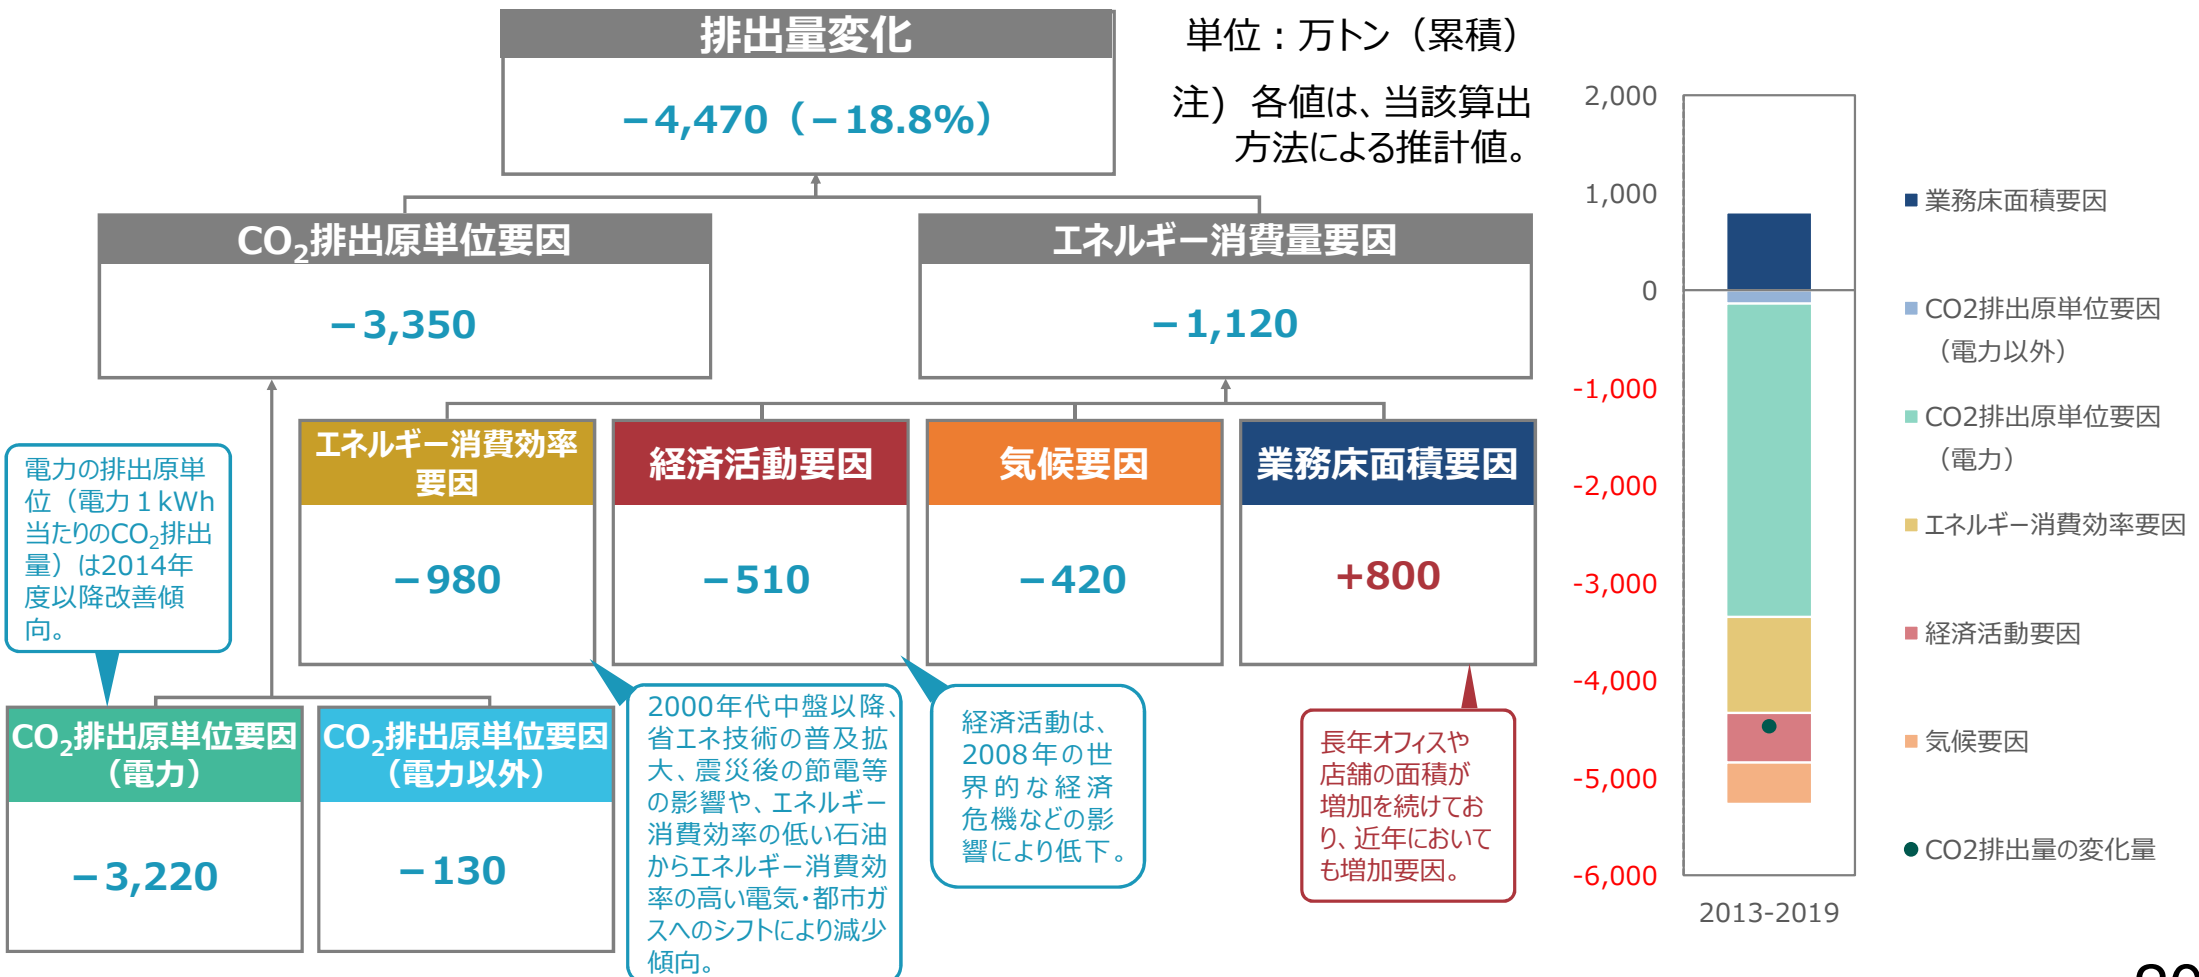 排出量変化
−4,470（−18.8%）
単位：万トン（累積）
注）各値は、当該算出
方法による推計値。
CO₂排出原単位要因
−3,350
エネルギー消費量要因
−1,120
エネルギー消費効率
要因
−980
経済活動要因
−510
気候要因
−420
業務床面積要因
+800
電力の排出原単
位（電力１kWh
当たりのCO₂排出
量）は2014年
度以降改善傾
向。
CO₂排出原単位要因
（電力）
−3,220
CO₂排出原単位要因
（電力以外）
−130
2000年代中盤以降、
省エネ技術の普及拡
大、震災後の節電等
の影響や、エネルギー
消費効率の低い石油
からエネルギー消費効
率の高い電気・都市ガ
スへのシフトにより減少
傾向。
経済活動は、
2008年の世
界的な経済
危機などの影
響により低下。
長年オフィスや
店舗の面積が
増加を続けてお
り、近年において
も増加要因。
2,000
1,000
0
-1,000
-2,000
-3,000
-4,000
-5,000
-6,000
2013-2019
業務床面積要因
CO2排出原単位要因
（電力以外）
CO2排出原単位要因
（電力）
エネルギー消費効率要因
経済活動要因
気候要因
CO2排出量の変化量